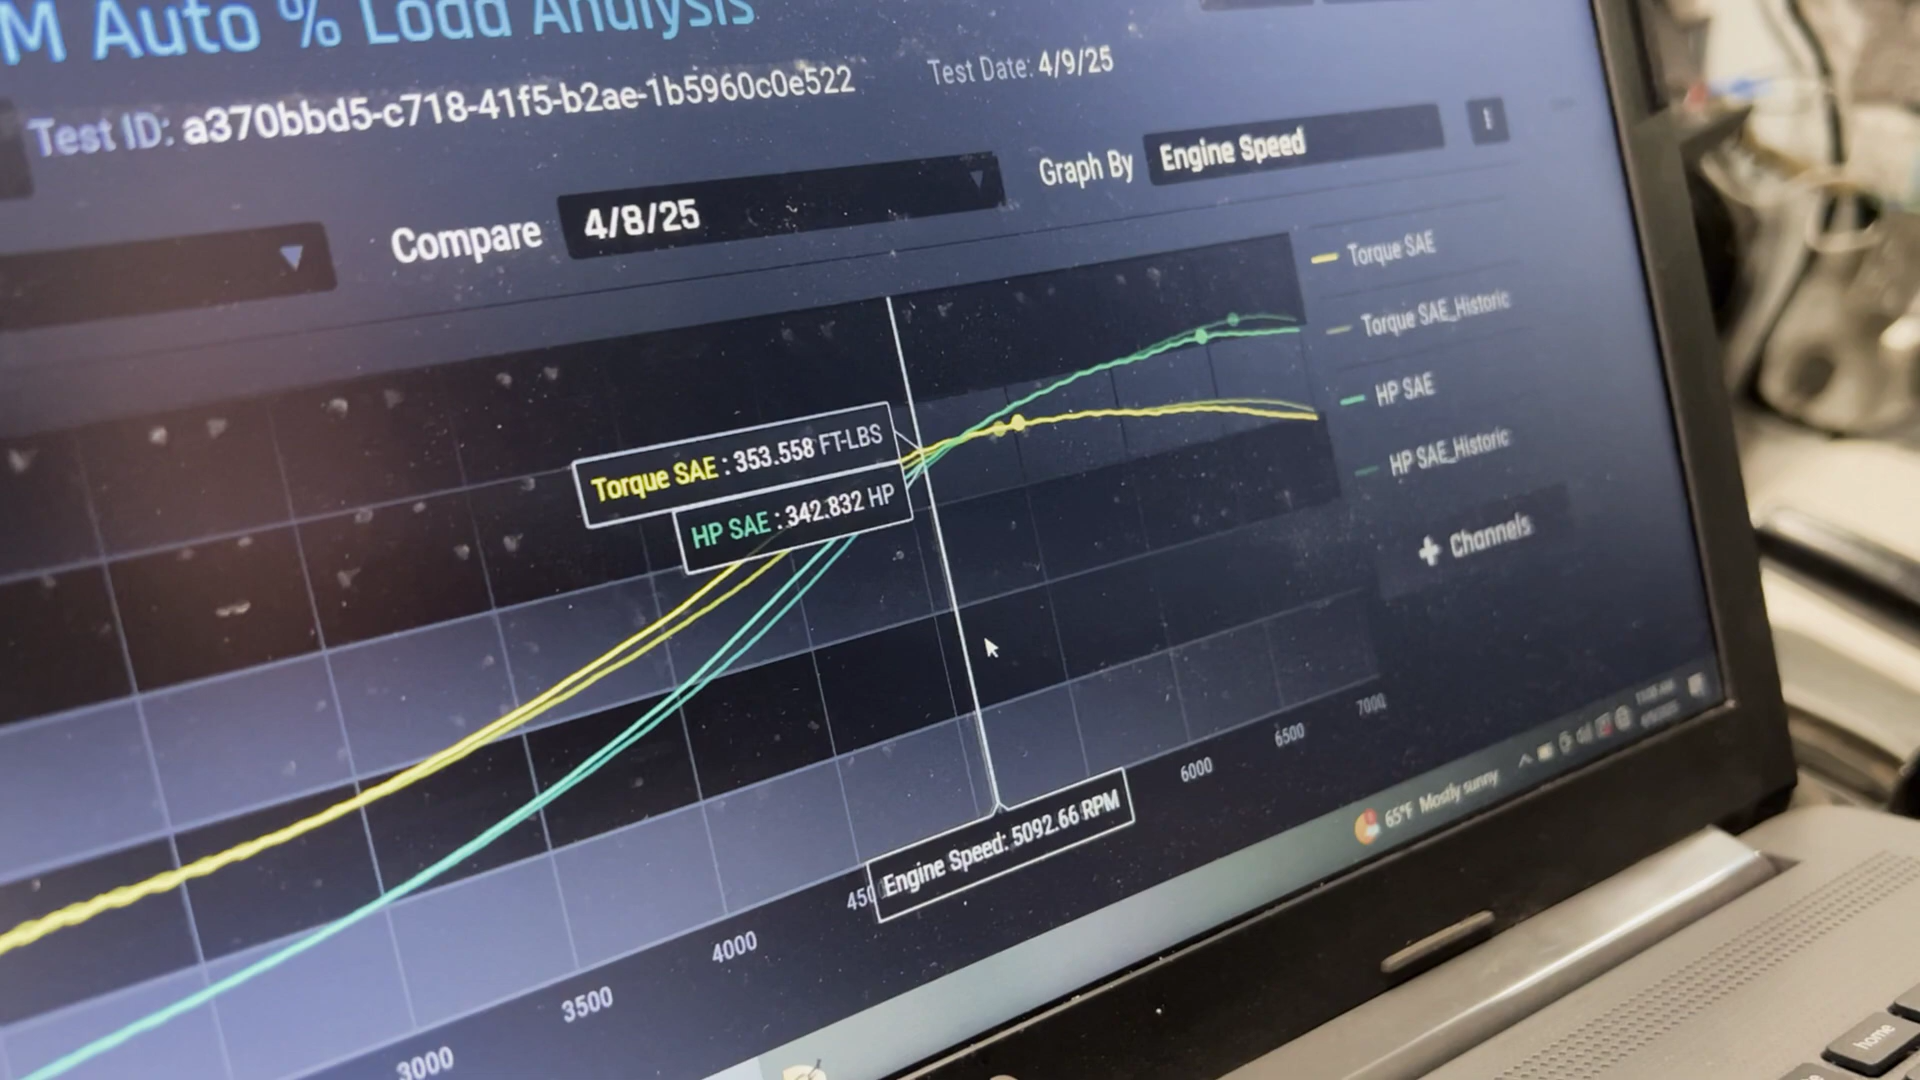 M Auto % Load Analysis
Test ID: a370bbd5-c718-41f5-b2ae-1b5960c0e522
Test Date: 4/9/25
Compare 4/8/25
Graph By Engine Speed
Torque SAE
Torque SAE_Historic
HP SAE
HP SAE_Historic
Channels
Torque SAE : 353.558 FT-LBS
HP SAE : 342.832 HP
Engine Speed: 5092.66 RPM
3000
3500
4000
450
6000
6500
7000
65°F Mostly sunny
home